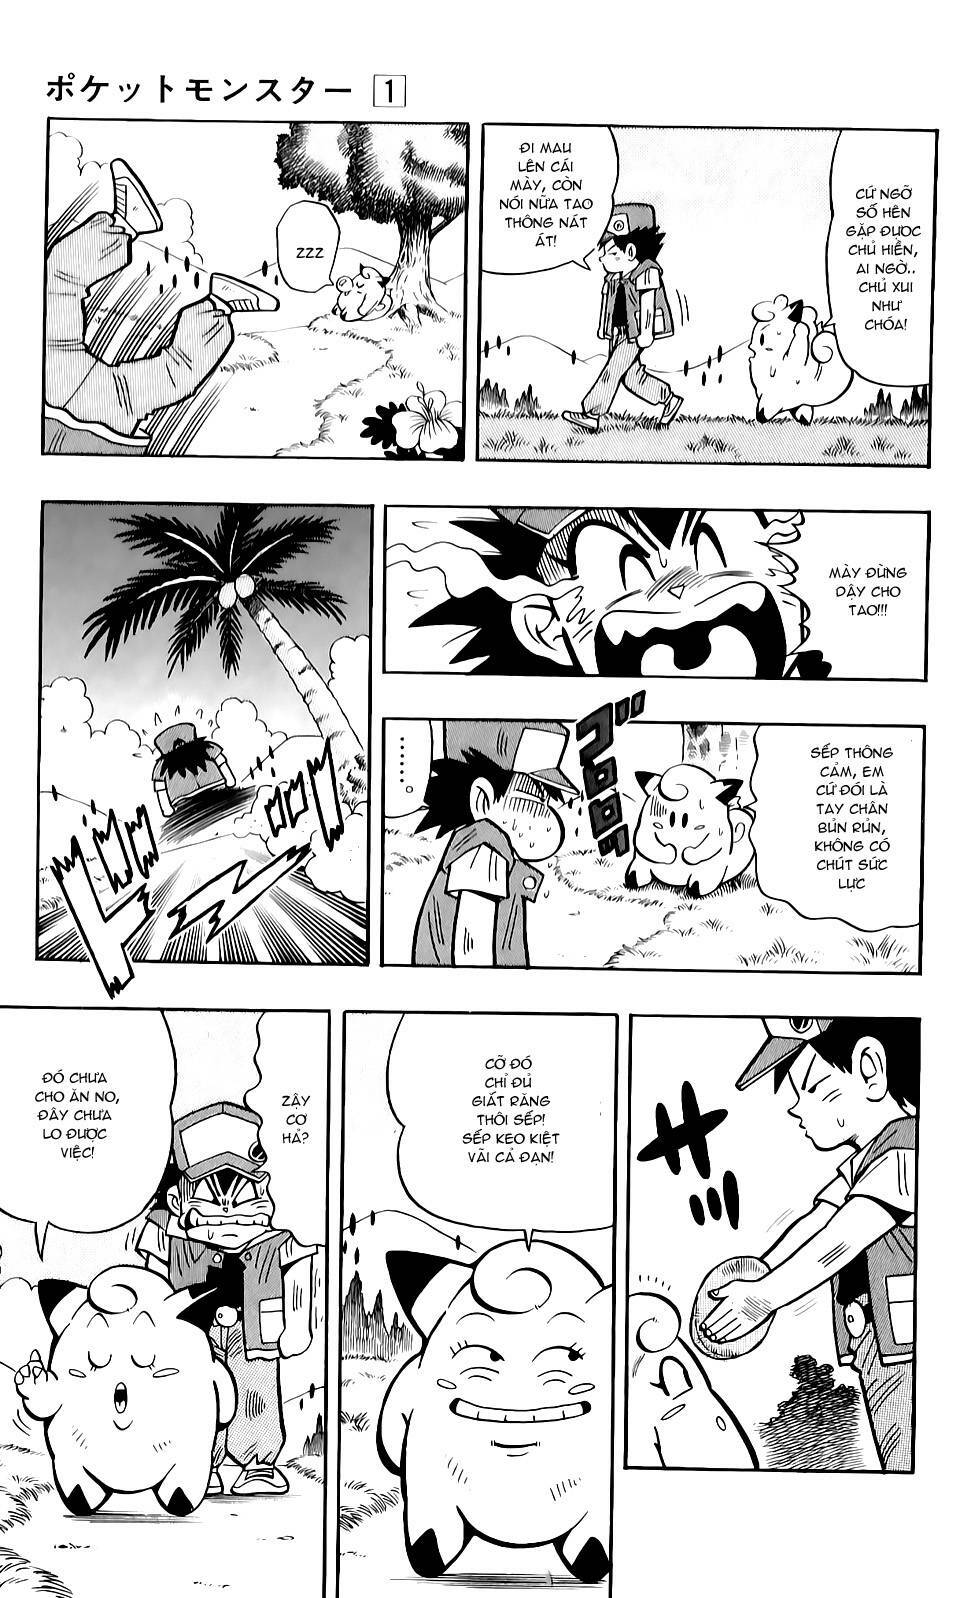 ポケットモンスター 1
CỨ NGỠ
SỐ HÊN
GẶP ĐƯỢC
CHỦ HIỀN,
AI NGỜ..
CHỦ XUI
NHƯ
CHÓA!
ĐI MAU
LÊN CÁI
MÀY, CÒN
NÓI NỮA TAO
THÔNG NÁT
ÁT!
ZZZ
MÀY ĐỪNG
DẬY CHO
TAO!!!
SẾP THÔNG
CẢM, EM
CỨ ĐÓI LÀ
TAY CHÂN
BỦN RỦN,
KHÔNG CÓ
CHÚT SỨC
LỰC
.......
CỠ ĐÓ
CHỈ ĐỦ
GIẮT RĂNG
THÔI SẾP!
SẾP KEO KIỆT
VÃI CẢ ĐẠN!
ZẬY
CƠ
HẢ?
ĐÓ CHƯA
CHO ĂN NO,
ĐÂY CHƯA
LO ĐƯỢC
VIỆC!